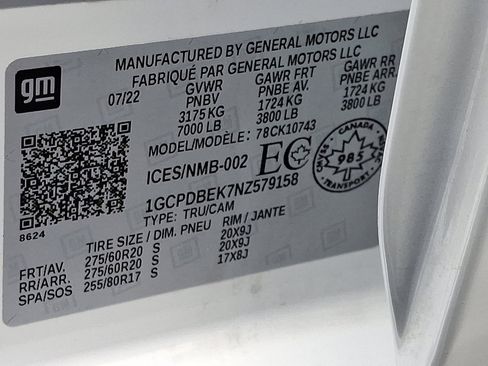 gm
MANUFACTURED BY GENERAL MOTORS LLC
FABRIQUÉ PAR GENERAL MOTORS LLC
07/22 GVWR GAWR FRT GAWR RR
PNBV PNBE AV. PNBE ARR.
3175 KG 1724 KG 1724 KG
7000 LB 3800 LB 3800 LB
MODEL/MODÈLE: 78CK10743
ICES/NMB-002 EC
CANADA
985
TRANSPORT
1GCPDBEK7NZ579158
TYPE: TRU/CAM
8624
TIRE SIZE / DIM. PNEU RIM / JANTE
FRT/AV. 275/60R20 S 20X9J
RR/ARR. 275/60R20 S 20X9J
SPA/SOS 255/80R17 S 17X8J